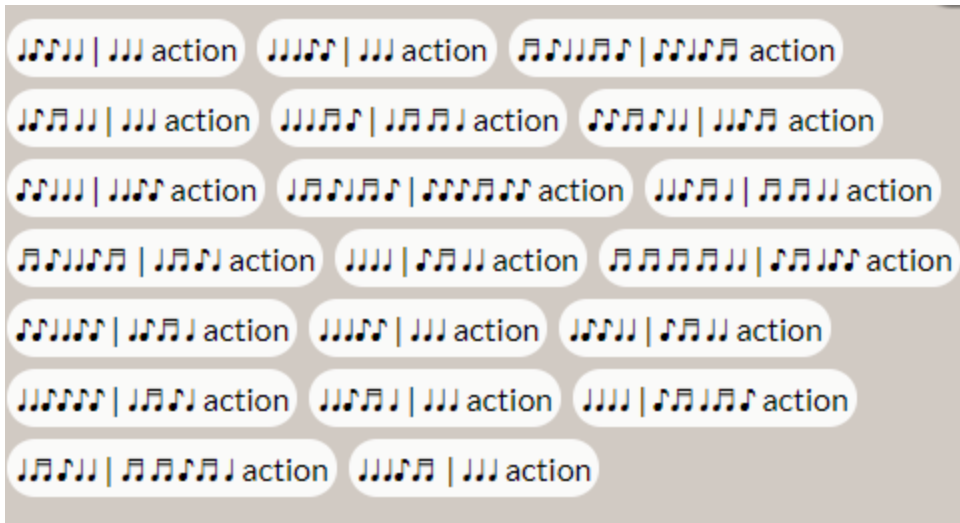 ♩♪♪♩♩ | ♩♩♩ action ♩♩♩♪♪ | ♩♩♩ action ♬♪♩♩♬♪ | ♪♪♩♪♬ action
♩♪♬♩♩ | ♩♩♩ action ♩♩♩♬♪ | ♩♬♬♩ action ♪♪♬♪♩♩ | ♩♩♪♬ action
♪♪♩♩♩ | ♩♩♪♪ action ♩♬♪♩♬♪ | ♪♪♪♬♪♪ action ♩♩♪♬♩ | ♬♬♩♩ action
♬♪♩♩♪♬ | ♩♬♪♩ action ♩♩♩♩ | ♪♬♩♩ action ♬♬♬♬♩♩ | ♪♬♩♪♪ action
♪♪♩♩♪♪ | ♩♪♬♩ action ♩♩♩♪♪ | ♩♩♩ action ♩♪♪♩♩ | ♪♬♩♩ action
♩♩♪♪♪♪ | ♩♬♪♩ action ♩♩♪♬♩ | ♩♩♩ action ♩♩♩♩ | ♪♬♩♬♪ action
♩♬♪♩♩ | ♬♬♪♬♩ action ♩♩♩♪♬ | ♩♩♩ action